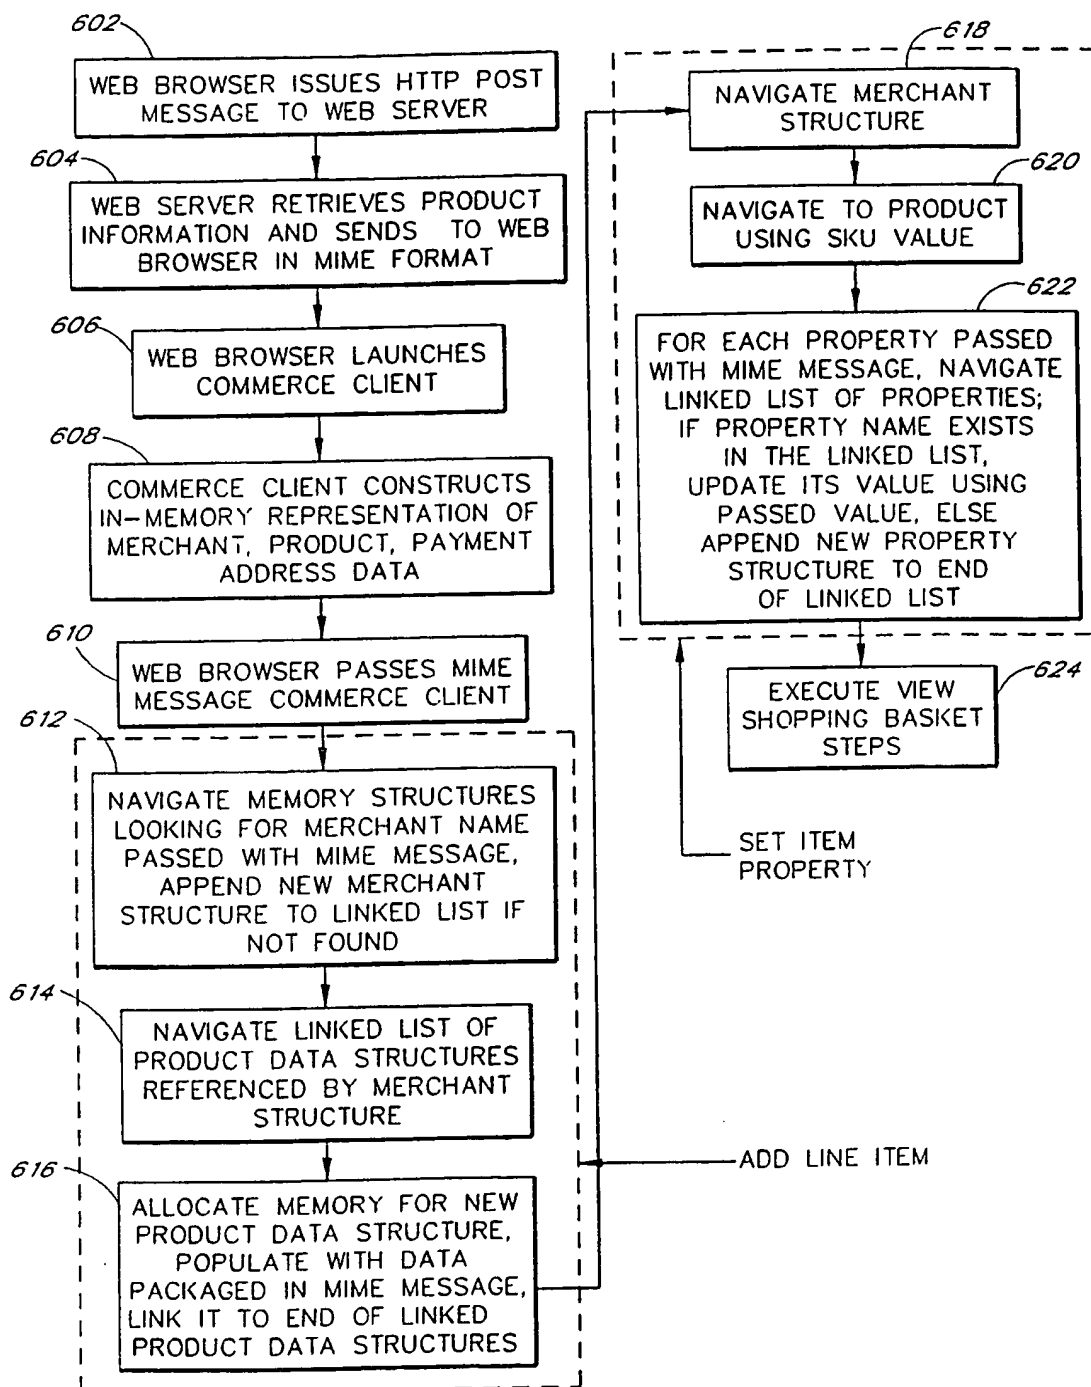 602
WEB BROWSER ISSUES HTTP POST
MESSAGE TO WEB SERVER
604
WEB SERVER RETRIEVES PRODUCT
INFORMATION AND SENDS TO WEB
BROWSER IN MIME FORMAT
606
WEB BROWSER LAUNCHES
COMMERCE CLIENT
608
COMMERCE CLIENT CONSTRUCTS
IN-MEMORY REPRESENTATION OF
MERCHANT, PRODUCT, PAYMENT
ADDRESS DATA
610
WEB BROWSER PASSES MIME
MESSAGE COMMERCE CLIENT
612
NAVIGATE MEMORY STRUCTURES
LOOKING FOR MERCHANT NAME
PASSED WITH MIME MESSAGE,
APPEND NEW MERCHANT
STRUCTURE TO LINKED LIST IF
NOT FOUND
614
NAVIGATE LINKED LIST OF
PRODUCT DATA STRUCTURES
REFERENCED BY MERCHANT
STRUCTURE
616
ALLOCATE MEMORY FOR NEW
PRODUCT DATA STRUCTURE,
POPULATE WITH DATA
PACKAGED IN MIME MESSAGE,
LINK IT TO END OF LINKED
PRODUCT DATA STRUCTURES
ADD LINE ITEM
618
NAVIGATE MERCHANT
STRUCTURE
620
NAVIGATE TO PRODUCT
USING SKU VALUE
622
FOR EACH PROPERTY PASSED
WITH MIME MESSAGE, NAVIGATE
LINKED LIST OF PROPERTIES;
IF PROPERTY NAME EXISTS
IN THE LINKED LIST,
UPDATE ITS VALUE USING
PASSED VALUE, ELSE
APPEND NEW PROPERTY
STRUCTURE TO END
OF LINKED LIST
624
EXECUTE VIEW
SHOPPING BASKET
STEPS
SET ITEM
PROPERTY